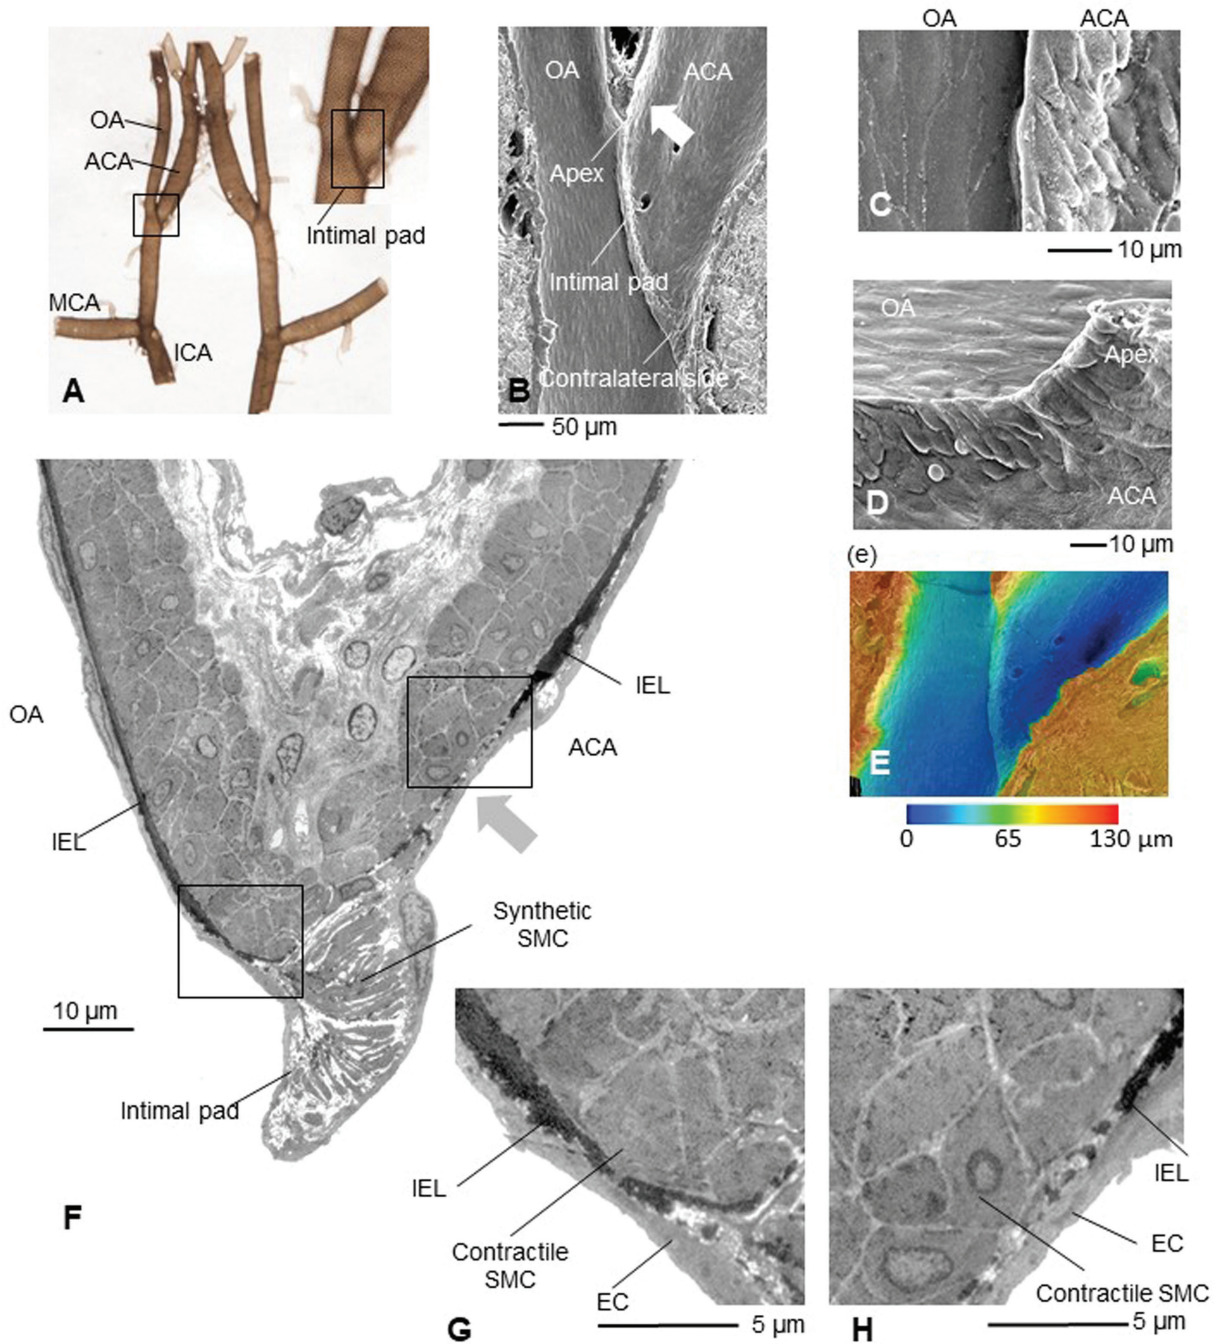 OA
ACA
MCA
ICA
Intimal pad
A
OA
ACA
Apex
Intimal pad
Contralateral side
B
50 µm
OA
ACA
C
10 µm
OA
Apex
ACA
D
10 µm
(e)
E
0
65
130 µm
OA
IEL
IEL
ACA
Synthetic
SMC
10 µm
Intimal pad
F
IEL
Contractile
SMC
EC
G
5 µm
IEL
EC
Contractile SMC
H
5 µm